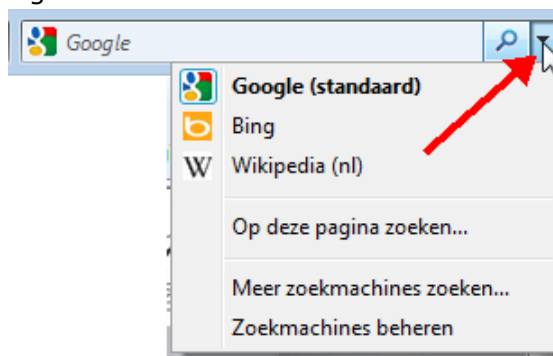 Google
Google (standaard)
Bing
W Wikipedia (nl)
Op deze pagina zoeken...
Meer zoekmachines zoeken...
Zoekmachines beheren